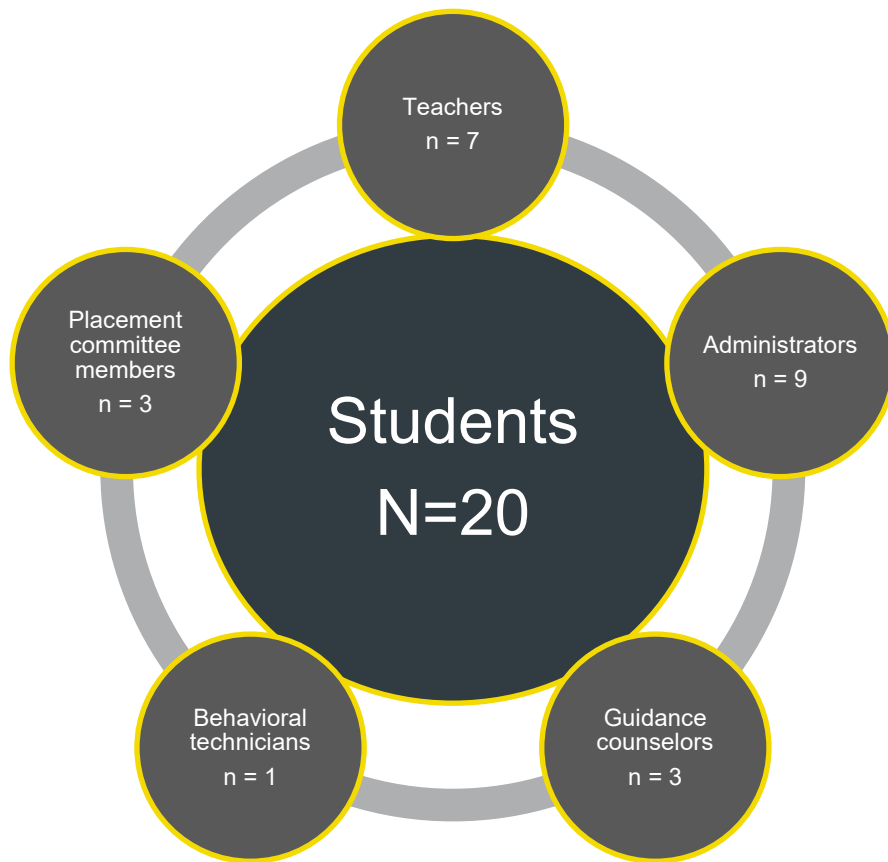 Teachers
n = 7
Administrators
n = 9
Placement
committee
members
n = 3
Students
N=20
Behavioral
technicians
n = 1
Guidance
counselors
n = 3